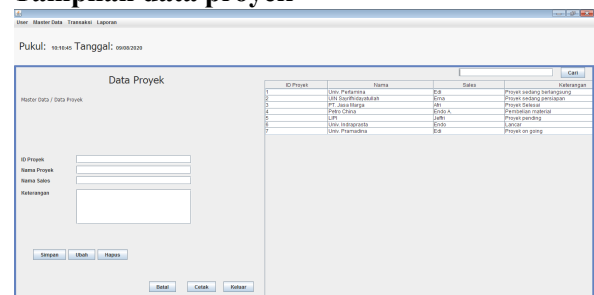 Tampilan data proyek
User Master Data Transaksi Laporan
Pukul: 10:10:45 Tanggal: 09/08/2020
Data Proyek
Master Data / Data Proyek
ID Proyek
Nama Proyek
Nama Sales
Keterangan
Simpan Ubah Hapus
Batal Cetak Keluar
Cari
ID Proyek Nama Sales Keterangan
1 Univ. Pertamina Edi Proyek sedang berlangsung
2 UIN Sayrifhidayatullah Erna Proyek sedang persiapan
3 PT. Jasa Marga Afri Proyek Selesai
4 Petro China Endo A. Pembelian material
5 LIPI Jeffri Proyek pending
6 Univ. Indraprasta Endo Lancar
7 Univ. Pramadina Edi Proyek on going